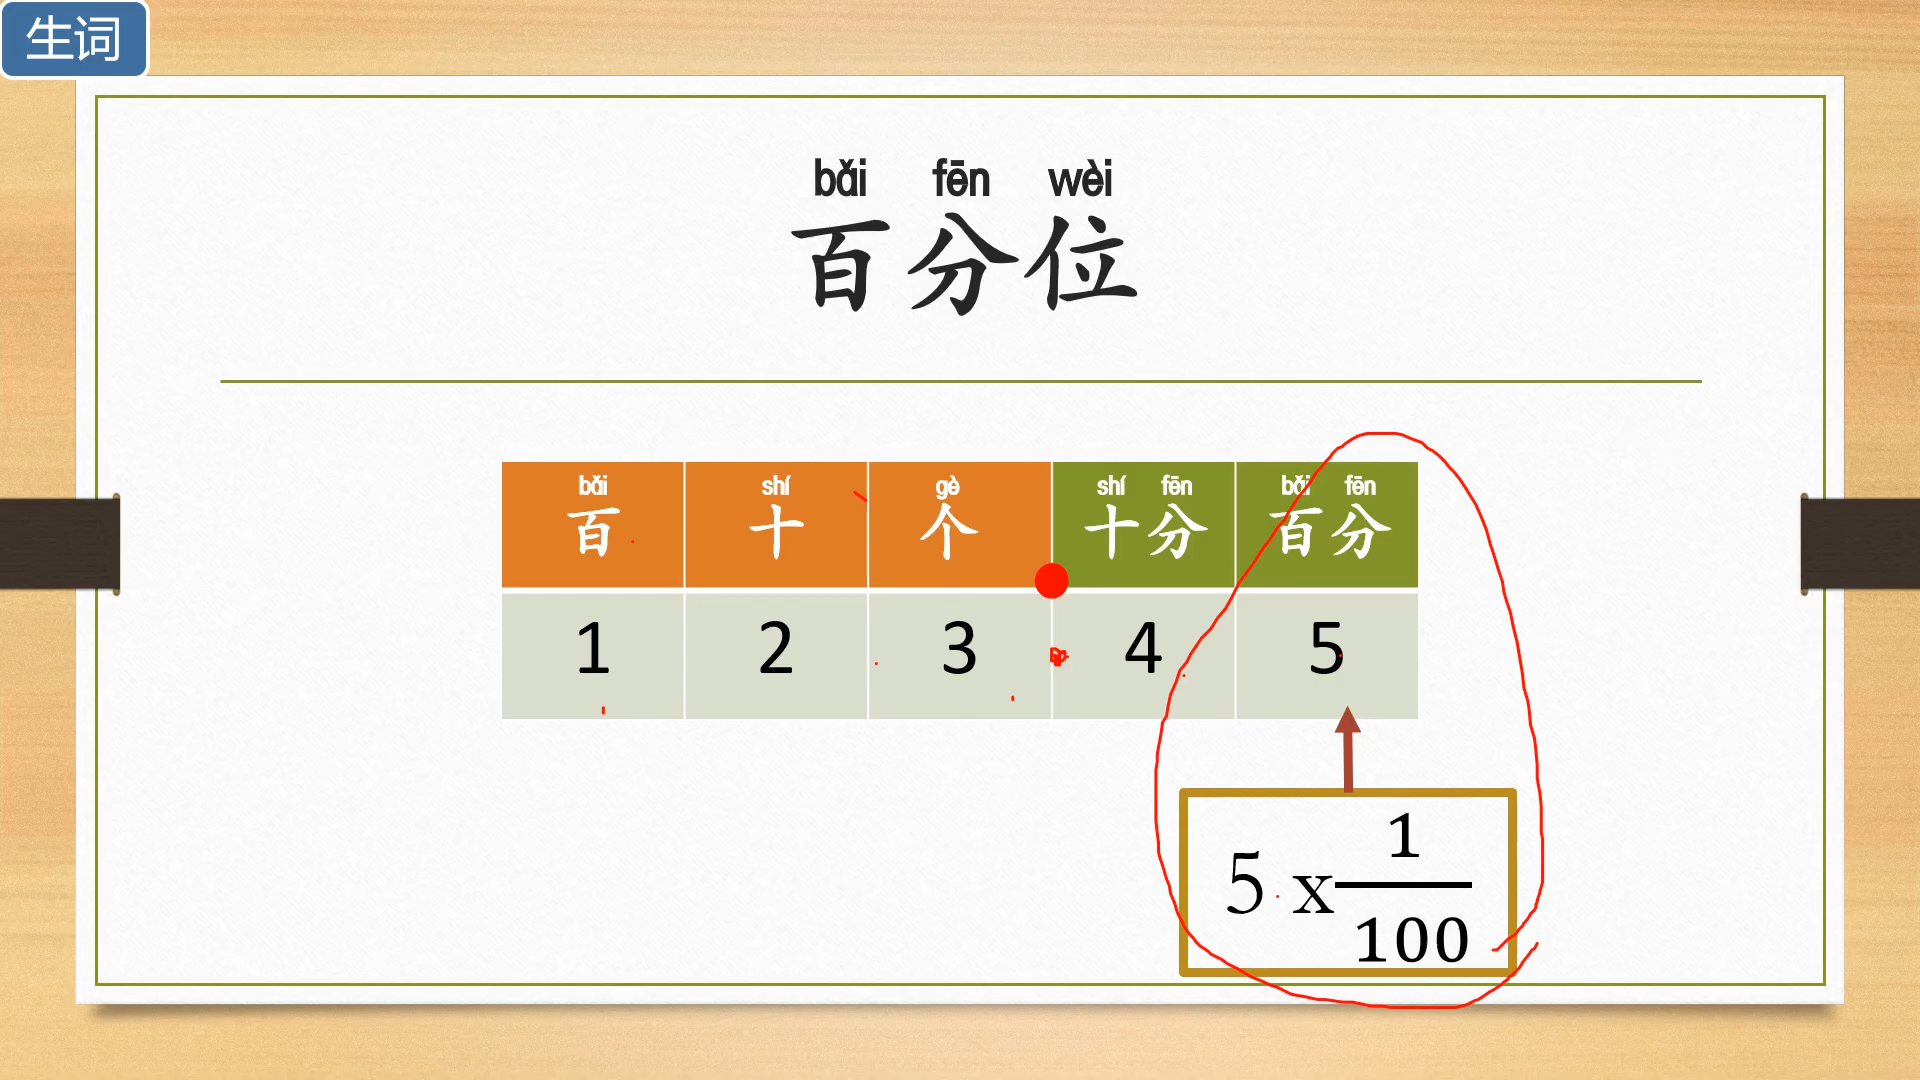 生词
bǎi fēn wèi
百分位
bǎi shí gè shí fēn bǎi fēn
百 十 个 十分 百分
1 2 3 4 5
5 x 1/100